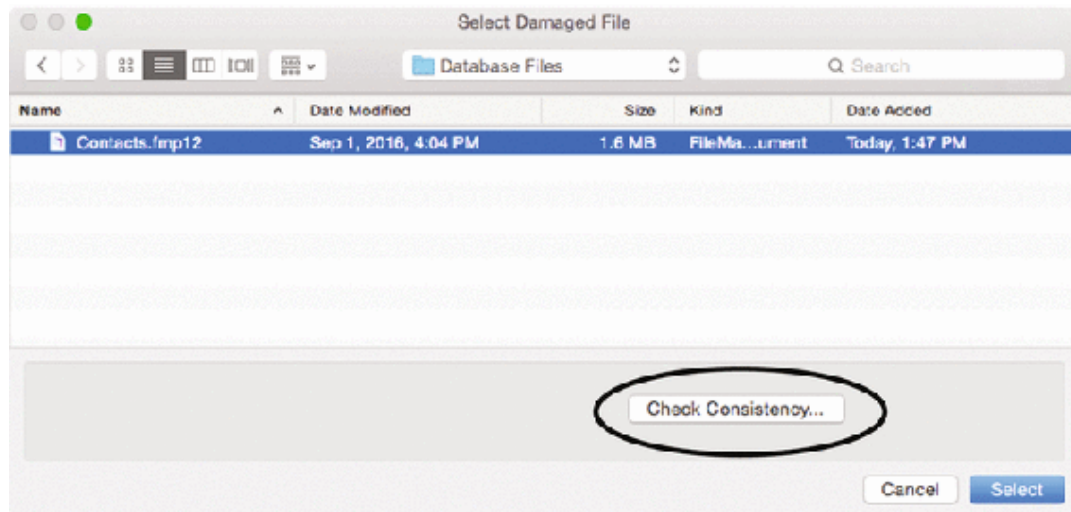 Select Damaged File
Database Files
Search
Name Date Modified Size Kind Date Added
Contacts.fmp12 Sep 1, 2016, 4:04 PM 1.6 MB FileMa...ument Today, 1:47 PM
Check Consistency...
Cancel Select